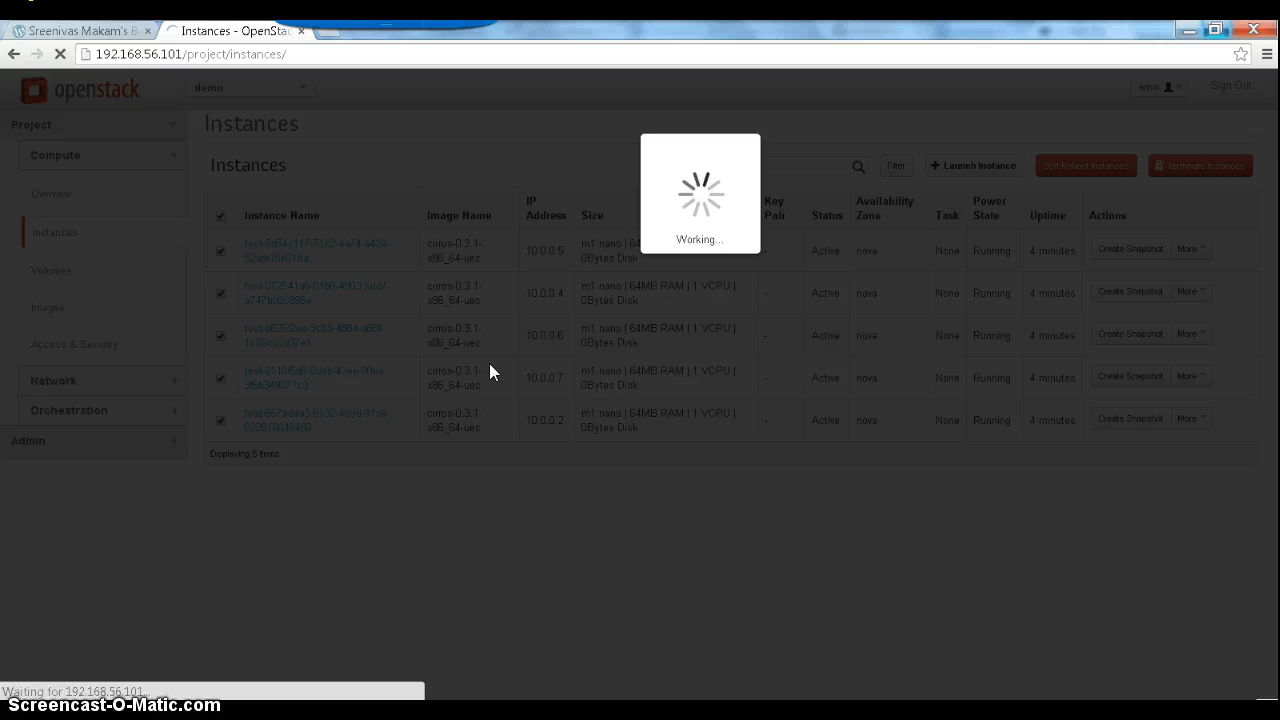 Sreenivas Makam's B
Instances - OpenStac
192.168.56.101/project/instances/
openstack
demo
admin
Sign Out
Project
Compute
Overview
Instances
Volumes
Images
Access & Security
Network
Orchestration
Admin
Instances
Instances
Filter
Launch Instance
Soft Reboot Instances
Terminate Instances
Instance Name
Image Name
IP Address
Size
Key Pair
Status
Availability Zone
Task
Power State
Uptime
Actions
cirros-0.3.1-
x86_64-uec
10.0.0.5
m1.nano | 64MB
0Bytes Disk
-
Active
nova
None
Running
4 minutes
Create Snapshot
More
cirros-0.3.1-
x86_64-uec
10.0.0.4
m1.nano | 64MB RAM | 1 VCPU |
0Bytes Disk
-
Active
nova
None
Running
4 minutes
Create Snapshot
More
cirros-0.3.1-
x86_64-uec
10.0.0.6
m1.nano | 64MB RAM | 1 VCPU |
0Bytes Disk
-
Active
nova
None
Running
4 minutes
Create Snapshot
More
cirros-0.3.1-
x86_64-uec
10.0.0.7
m1.nano | 64MB RAM | 1 VCPU |
0Bytes Disk
-
Active
nova
None
Running
4 minutes
Create Snapshot
More
cirros-0.3.1-
x86_64-uec
10.0.0.2
m1.nano | 64MB RAM | 1 VCPU |
0Bytes Disk
-
Active
nova
None
Running
4 minutes
Create Snapshot
More
Displaying 5 items
Working...
Waiting for 192.168.56.101...
Screencast-O-Matic.com